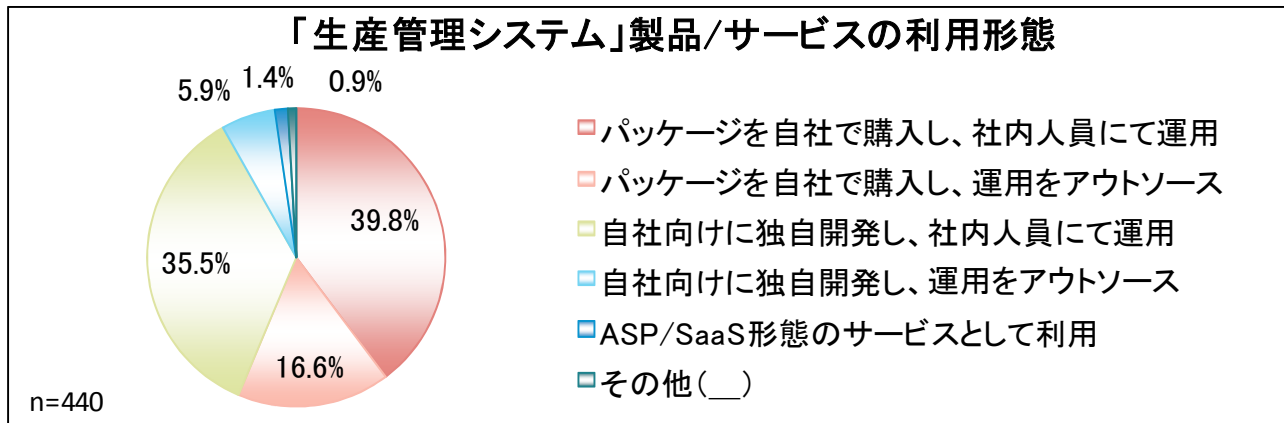 「生産管理システム」製品/サービスの利用形態
5.9%
1.4%
0.9%
39.8%
35.5%
16.6%
n=440
パッケージを自社で購入し、社内人員にて運用
パッケージを自社で購入し、運用をアウトソース
自社向けに独自開発し、社内人員にて運用
自社向けに独自開発し、運用をアウトソース
ASP/SaaS形態のサービスとして利用
その他(__)